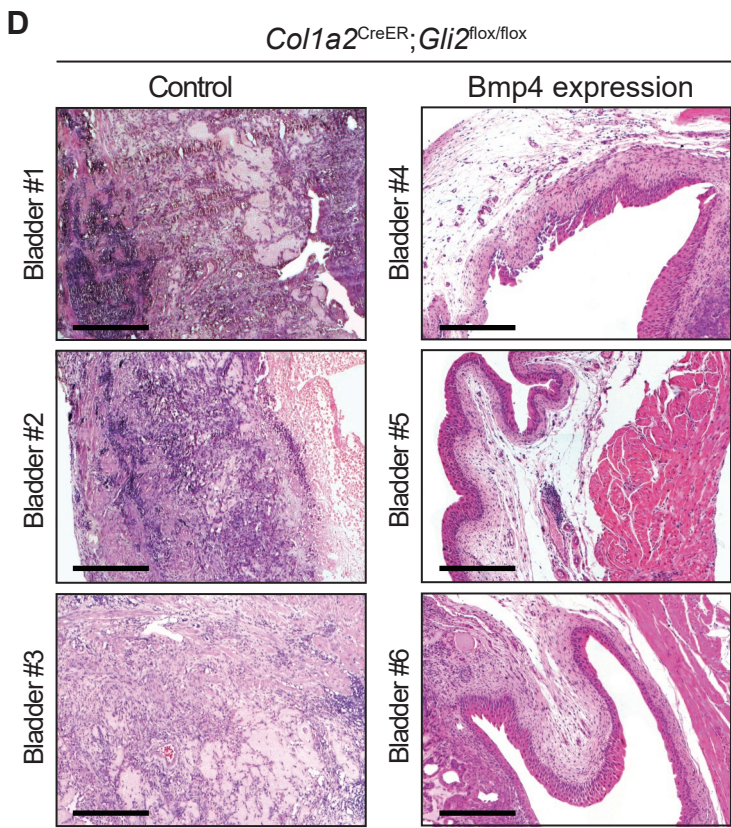 D
Col1a2CreER;Gli2flox/flox
Control
Bmp4 expression
Bladder #1
Bladder #4
Bladder #2
Bladder #5
Bladder #3
Bladder #6